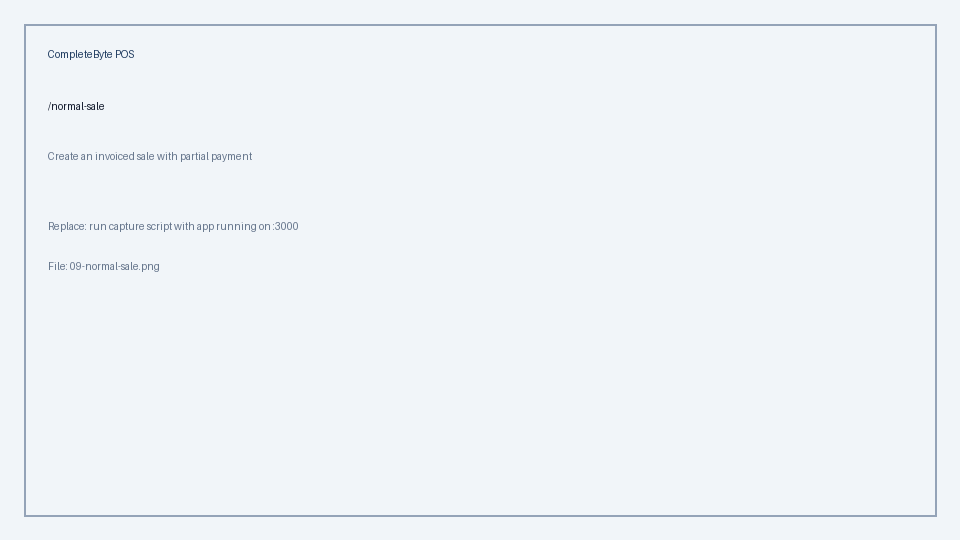 CompleteByte POS
/normal-sale
Create an invoiced sale with partial payment
Replace: run capture script with app running on :3000
File: 09-normal-sale.png